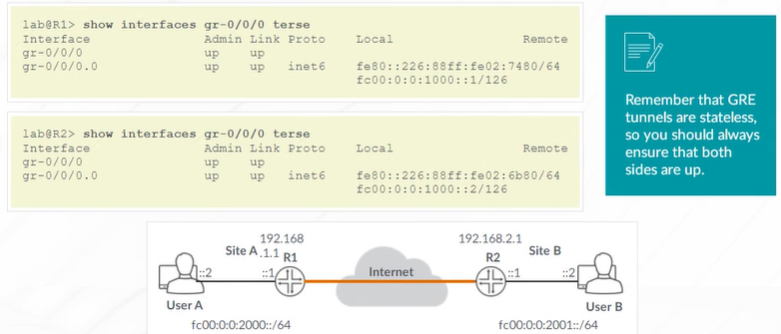 lab@R1> show interfaces gr-0/0/0 terse
Interface Admin Link Proto Local Remote
gr-0/0/0 up up
gr-0/0/0.0 up up inet6 fe80::226:88ff:fe02:7480/64
fc00:0:0:1000::1/126
lab@R2> show interfaces gr-0/0/0 terse
Interface Admin Link Proto Local Remote
gr-0/0/0 up up
gr-0/0/0.0 up up inet6 fe80::226:88ff:fe02:6b80/64
fc00:0:0:1000::2/126
Remember that GRE
tunnels are stateless,
so you should always
ensure that both
sides are up.
192.168
.1.1
Site A
R1
192.168.2.1
R2
Site B
::2
::1
Internet
::1
::2
User A
User B
fc00:0:0:2000::/64
fc00:0:0:2001::/64